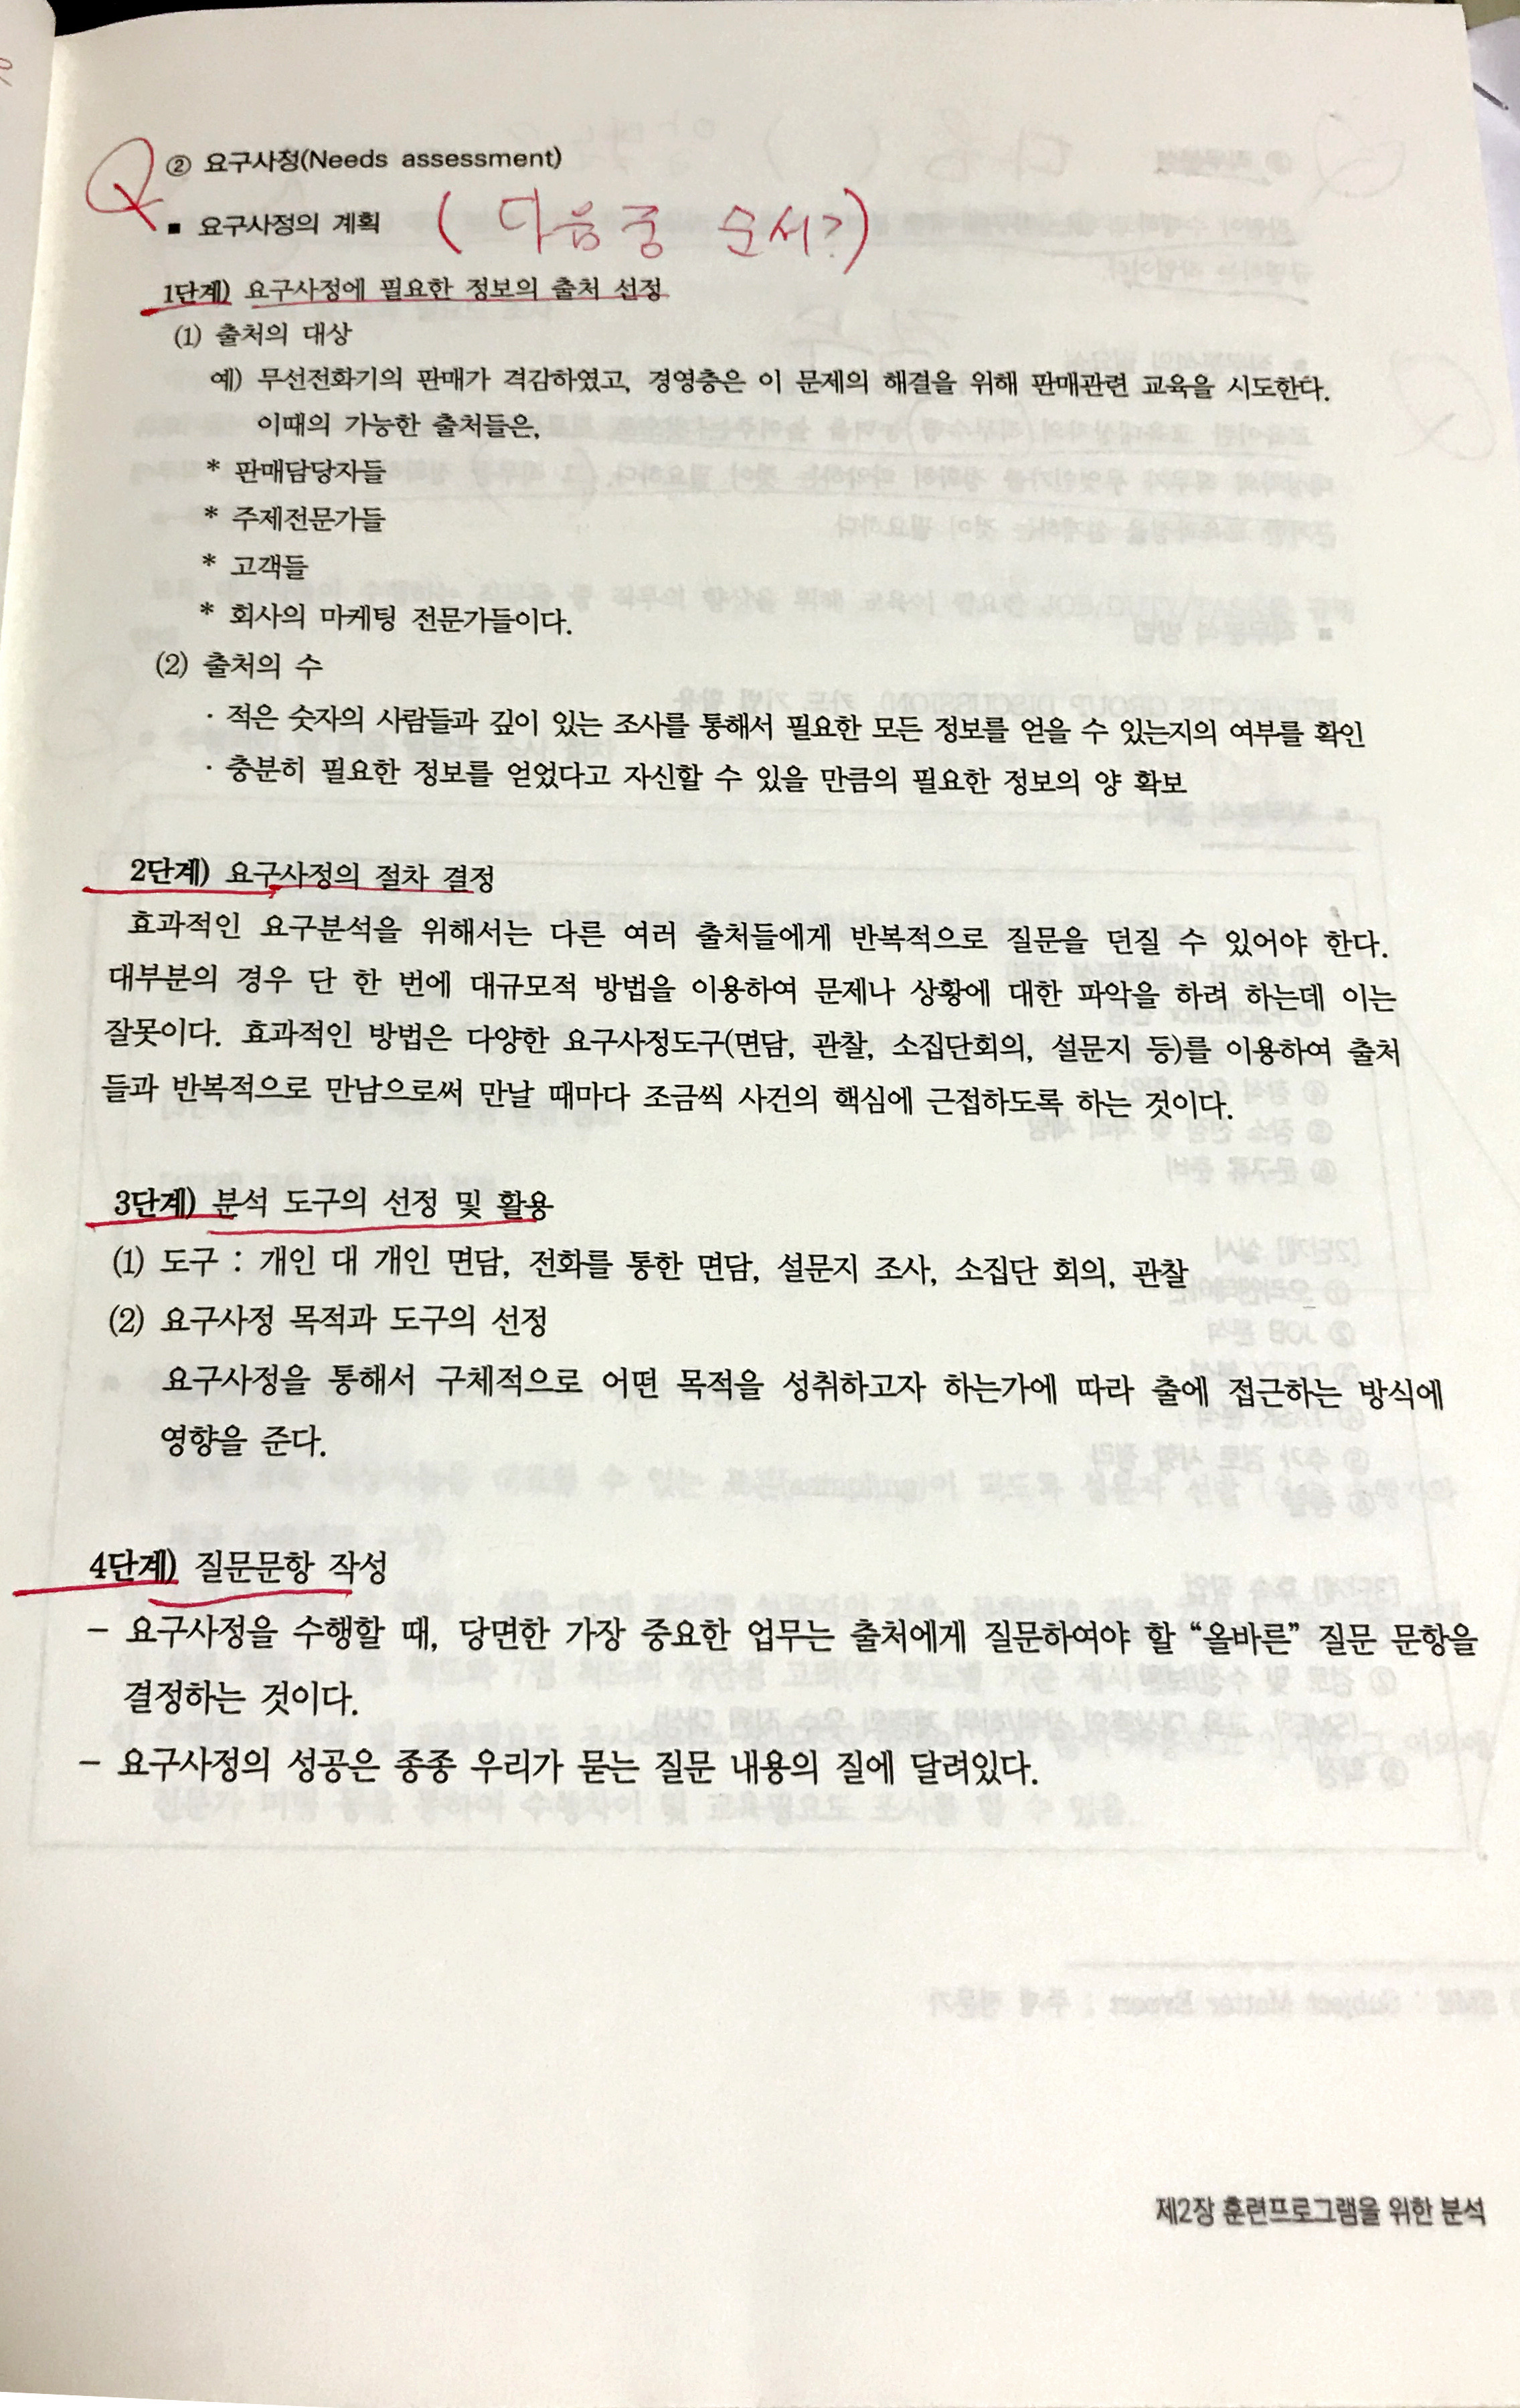 Q ② 요구사정(Needs assessment)
■ 요구사정의 계획 (다음 중 순서?)
1단계) 요구사정에 필요한 정보의 출처 선정
(1) 출처의 대상
예) 무선전화기의 판매가 격감하였고, 경영층은 이 문제의 해결을 위해 판매관련 교육을 시도한다.
이때의 가능한 출처들은,
* 판매담당자들
* 주제전문가들
* 고객들
* 회사의 마케팅 전문가들이다.
(2) 출처의 수
· 적은 숫자의 사람들과 깊이 있는 조사를 통해서 필요한 모든 정보를 얻을 수 있는지의 여부를 확인
· 충분히 필요한 정보를 얻었다고 자신할 수 있을 만큼의 필요한 정보의 양 확보
2단계) 요구사정의 절차 결정
효과적인 요구분석을 위해서는 다른 여러 출처들에게 반복적으로 질문을 던질 수 있어야 한다.
대부분의 경우 단 한 번에 대규모적 방법을 이용하여 문제나 상황에 대한 파악을 하려 하는데 이는
잘못이다. 효과적인 방법은 다양한 요구사정도구(면담, 관찰, 소집단회의, 설문지 등)를 이용하여 출처
들과 반복적으로 만남으로써 만날 때마다 조금씩 사건의 핵심에 근접하도록 하는 것이다.
3단계) 분석 도구의 선정 및 활용
(1) 도구 : 개인 대 개인 면담, 전화를 통한 면담, 설문지 조사, 소집단 회의, 관찰
(2) 요구사정 목적과 도구의 선정
요구사정을 통해서 구체적으로 어떤 목적을 성취하고자 하는가에 따라 출에 접근하는 방식에
영향을 준다.
4단계) 질문문항 작성
- 요구사정을 수행할 때, 당면한 가장 중요한 업무는 출처에게 질문하여야 할 “올바른” 질문 문항을
결정하는 것이다.
- 요구사정의 성공은 종종 우리가 묻는 질문 내용의 질에 달려있다.
제2장 훈련프로그램을 위한 분석